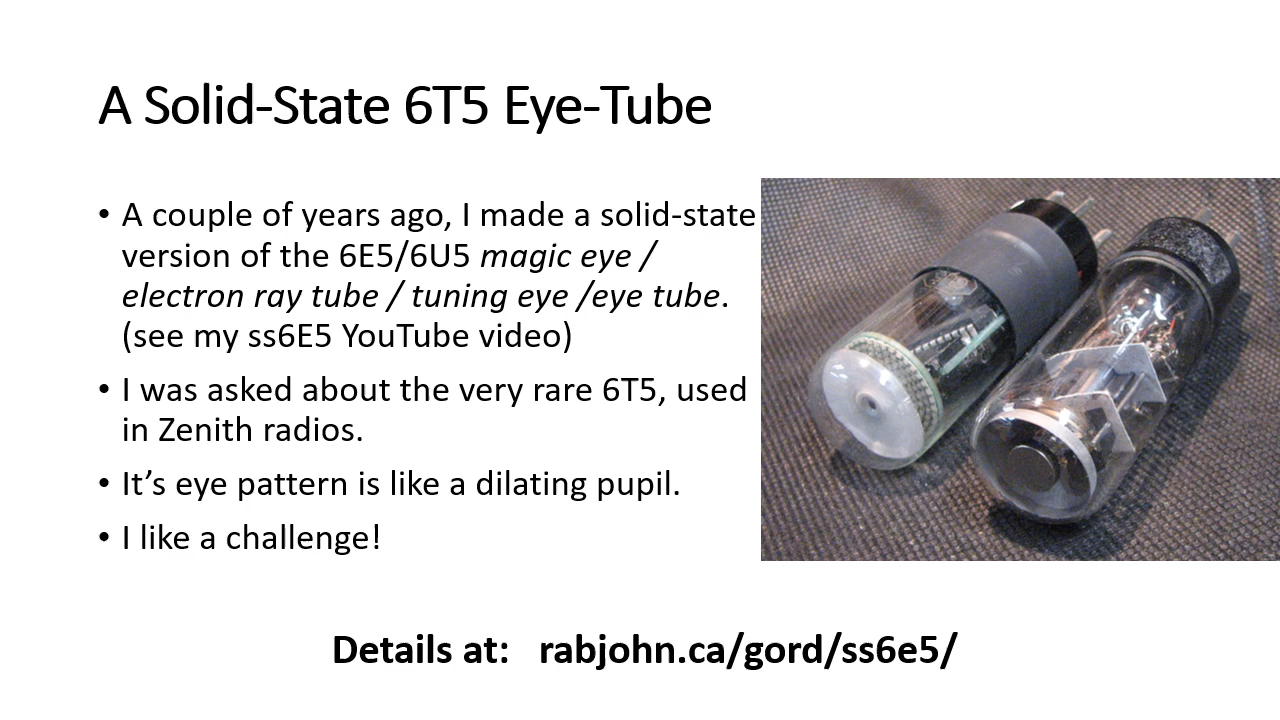 A Solid-State 6T5 Eye-Tube
• A couple of years ago, I made a solid-state
version of the 6E5/6U5 magic eye /
electron ray tube / tuning eye /eye tube.
(see my ss6E5 YouTube video)
• I was asked about the very rare 6T5, used
in Zenith radios.
• It’s eye pattern is like a dilating pupil.
• I like a challenge!
Details at: rabjohn.ca/gord/ss6e5/